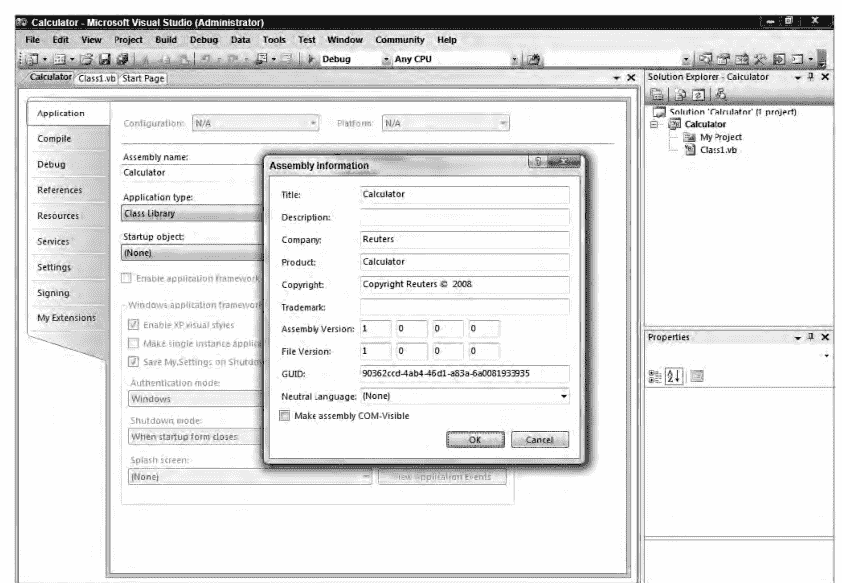 Calculator - Microsoft Visual Studio (Administrator)
File Edit View Project Build Debug Data Tools Test Window Community Help
Debug Any CPU
Calculator Class1.vb Start Page
Solution Explorer - Calculator
Solution 'Calculator' (1 project)
Calculator
My Project
Class1.vb
Application
Compile
Debug
References
Resources
Services
Settings
Signing
My Extensions
Configuration: N/A Platform: N/A
Assembly name:
Calculator
Application type:
Class Library
Startup object:
(None)
Enable application framework
Windows application framework
Enable XP visual styles
Make single instance applic
Save My.Settings on Shutdow
Authentication mode:
Windows
Shutdown mode:
When startup form closes
Splash screen:
(None) View Application Events
Assembly Information
Title: Calculator
Description:
Company: Reuters
Product: Calculator
Copyright: Copyright Reuters © 2008
Trademark:
Assembly Version: 1 0 0 0
File Version: 1 0 0 0
GUID: 90362ccd-4ab4-46d1-a83a-6a0081933935
Neutral Language: (None)
Make assembly COM-Visible
OK Cancel
Properties